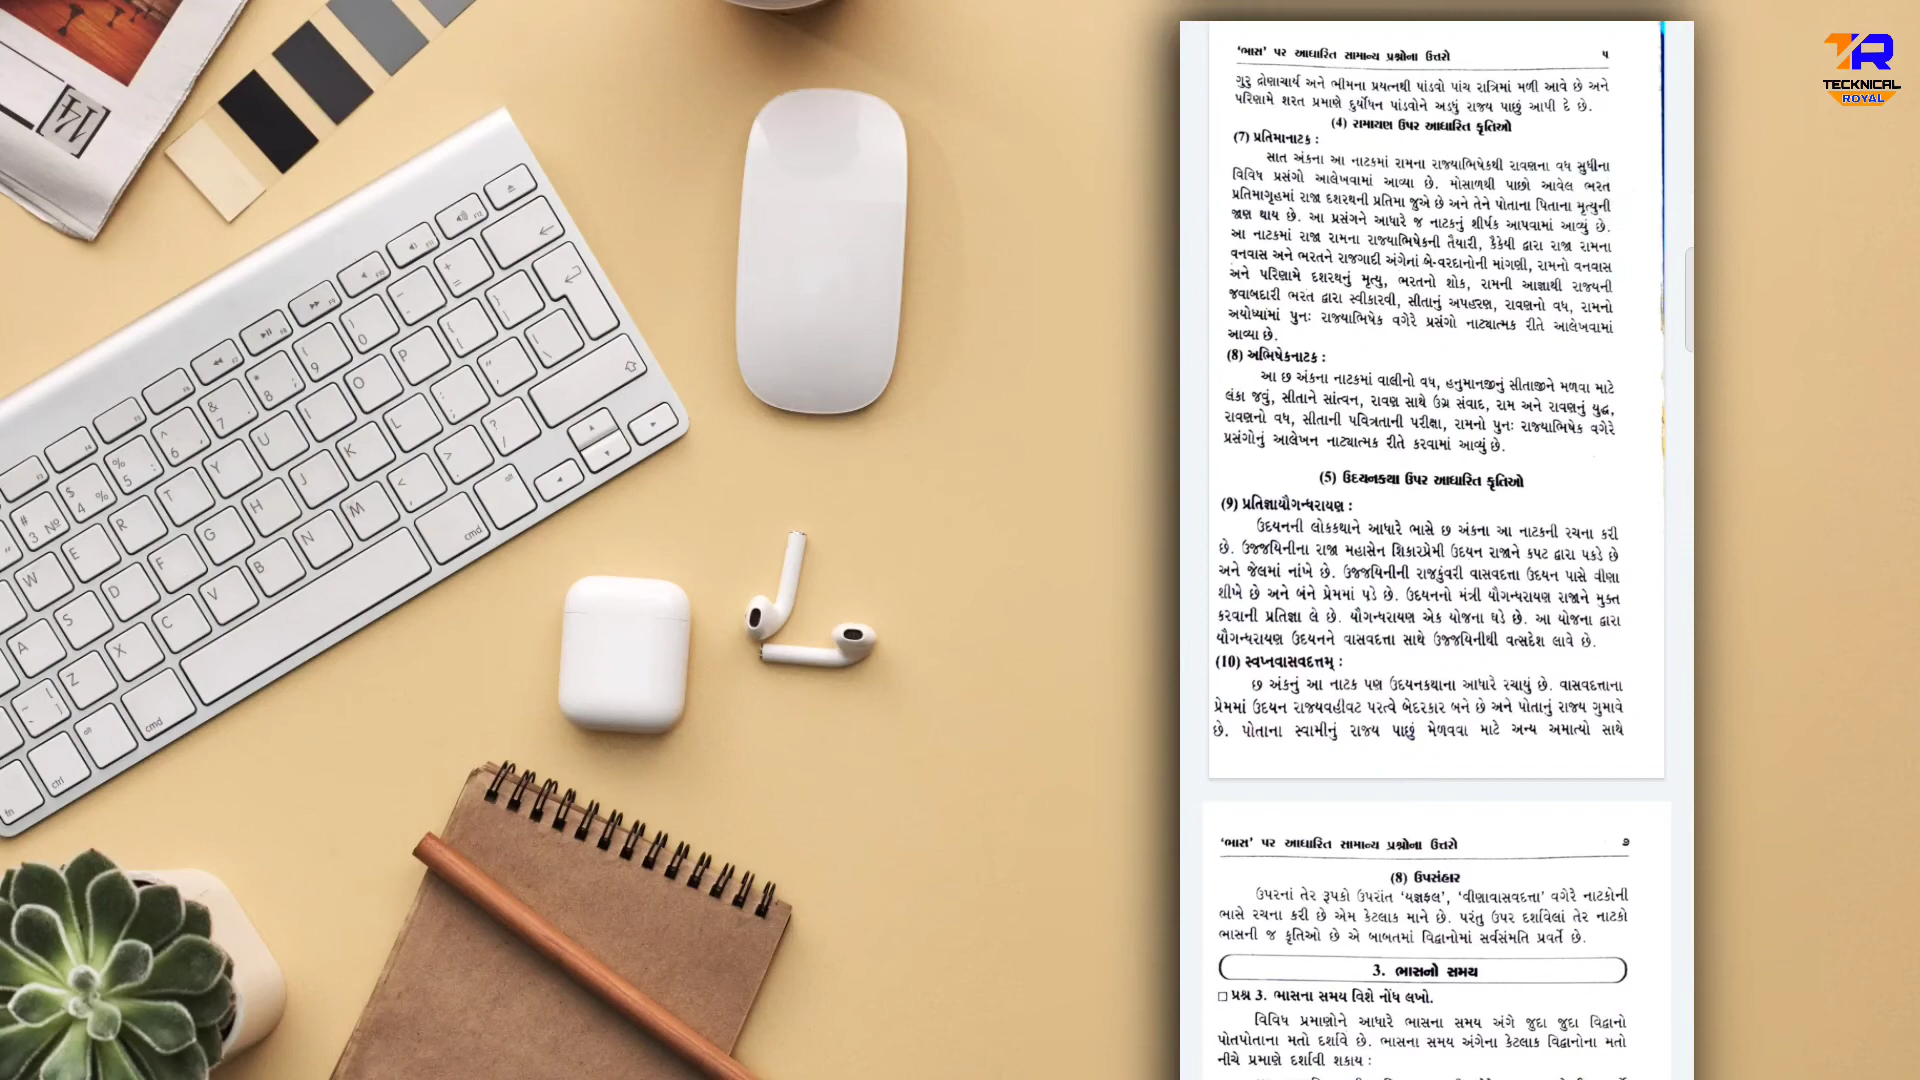 'ભાસ' પર આધારિત સામાન્ય પ્રશ્નોના ઉત્તરો ૫
ગુરુ દ્રોણાચાર્ય અને ભીમના પ્રયત્નથી પાંડવો પાંચ રાત્રિમાં મળી આવે છે અને
પરિણામે શરત પ્રમાણે દુર્યોધન પાંડવોને અડધું રાજ્ય પાછું આપી દે છે.
(4) રામાયણ ઉપર આધારિત કૃતિઓ
(7) પ્રતિમાનાટક :
સાત અંકના આ નાટકમાં રામના રાજ્યાભિષેકથી રાવણના વધ સુધીના
વિવિધ પ્રસંગો આલેખવામાં આવ્યા છે. મોસાળથી પાછો આવેલ ભરત
પ્રતિમાગૃહમાં રાજા દશરથની પ્રતિમા જુએ છે અને તેને પોતાના પિતાના મૃત્યુની
જાણ થાય છે. આ પ્રસંગને આધારે જ નાટકનું શીર્ષક આપવામાં આવ્યું છે.
આ નાટકમાં રાજા રામના રાજ્યાભિષેકની તૈયારી, કૈકેયી દ્વારા રાજા રામના
વનવાસ અને ભરતને રાજગાદી અંગેનાં બે-વરદાનોની માંગણી, રામનો વનવાસ
અને પરિણામે દશરથનું મૃત્યુ, ભરતનો શોક, રામની આજ્ઞાથી રાજ્યની
જવાબદારી ભરત દ્વારા સ્વીકારવી, સીતાનું અપહરણ, રાવણનો વધ, રામનો
અયોધ્યામાં પુનઃ રાજ્યાભિષેક વગેરે પ્રસંગો નાટ્યાત્મક રીતે આલેખવામાં
આવ્યા છે.
(8) અભિષેકનાટક :
આ છ અંકના નાટકમાં વાલીનો વધ, હનુમાનજીનું સીતાજીને મળવા માટે
લંકા જવું, સીતાને સાંત્વન, રાવણ સાથે ઉગ્ર સંવાદ, રામ અને રાવણનું યુદ્ધ,
રાવણનો વધ, સીતાની પવિત્રતાની પરીક્ષા, રામનો પુનઃ રાજ્યાભિષેક વગેરે
પ્રસંગોનું આલેખન નાટ્યાત્મક રીતે કરવામાં આવ્યું છે.
(5) ઉદયનકથા ઉપર આધારિત કૃતિઓ
(9) પ્રતિજ્ઞાયૌગન્ધરાયણ :
ઉદયનની લોકકથાને આધારે ભાસે છ અંકના આ નાટકની રચના કરી
છે. ઉજ્જયિનીના રાજા મહાસેન શિકારપ્રેમી ઉદયન રાજાને કપટ દ્વારા પકડે છે
અને જેલમાં નાંખે છે. ઉજ્જયિનીની રાજકુંવરી વાસવદત્તા ઉદયન પાસે વીણા
શીખે છે અને બંને પ્રેમમાં પડે છે. ઉદયનનો મંત્રી યૌગન્ધરાયણ રાજાને મુક્ત
કરવાની પ્રતિજ્ઞા લે છે. યૌગન્ધરાયણ એક યોજના ઘડે છે. આ યોજના દ્વારા
યૌગન્ધરાયણ ઉદયનને વાસવદત્તા સાથે ઉજ્જયિનીથી વત્સદેશ લાવે છે.
(10) સ્વપ્નવાસવદત્તમ્ :
છ અંકનું આ નાટક પણ ઉદયનકથાના આધારે રચાયું છે. વાસવદત્તાના
પ્રેમમાં ઉદયન રાજ્યવહીવટ પરત્વે બેદરકાર બને છે અને પોતાનું રાજ્ય ગુમાવે
છે. પોતાના સ્વામીનું રાજ્ય પાછું મેળવવા માટે અન્ય અમાત્યો સાથે
'ભાસ' પર આધારિત સામાન્ય પ્રશ્નોના ઉત્તરો ૭
(8) ઉપસંહાર
ઉપરનાં તેર રૂપકો ઉપરાંત 'યજ્ઞફલ', 'વીણાવાસવદત્તા' વગેરે નાટકોની
ભાસે રચના કરી છે એમ કેટલાક માને છે. પરંતુ ઉપર દર્શાવેલાં તેર નાટકો
ભાસની જ કૃતિઓ છે એ બાબતમાં વિદ્વાનોમાં સર્વસંમતિ પ્રવર્તે છે.
3. ભાસનો સમય
□ પ્રશ્ન 3. ભાસના સમય વિશે નોંધ લખો.
વિવિધ પ્રમાણોને આધારે ભાસના સમય અંગે જુદા જુદા વિદ્વાનો
પોતપોતાના મતો દર્શાવે છે. ભાસના સમય અંગેના કેટલાક વિદ્વાનોના મતો
નીચે પ્રમાણે દર્શાવી શકાય :
TR
TECKNICAL
ROYAL